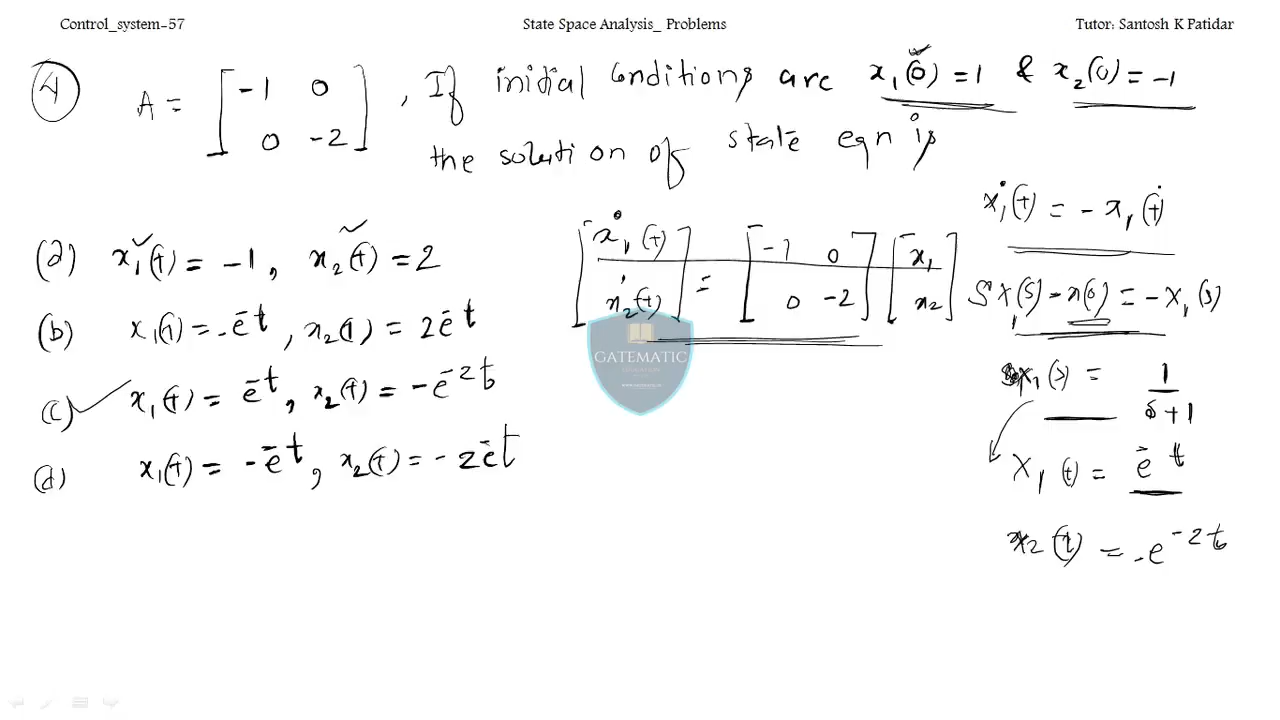 Control_system-57 State Space Analysis_ Problems Tutor: Santosh K Patidar
4 A = [-1 0 0 -2], If initial conditions are x₁(0) = 1 & x₂(0) = -1
the solution of state eqn is
(a) x₁(t) = -1, x₂(t) = 2
(b) x₁(t) = -e^-t, x₂(t) = 2e^-t
(c) x₁(t) = e^-t, x₂(t) = -e^-2t
(d) x₁(t) = -e^-t, x₂(t) = -2e^-t
[ẋ₁(t) ẋ₂(t)] = [-1 0 0 -2] [x₁ x₂]
GATEMATIC
EDUCATION
ẋ₁(t) = -x₁(t)
SX₁(s) - x(0) = -X₁(s)
X₁(s) = 1/s+1
X₁(t) = e^-t
x₂(t) = -e^-2t